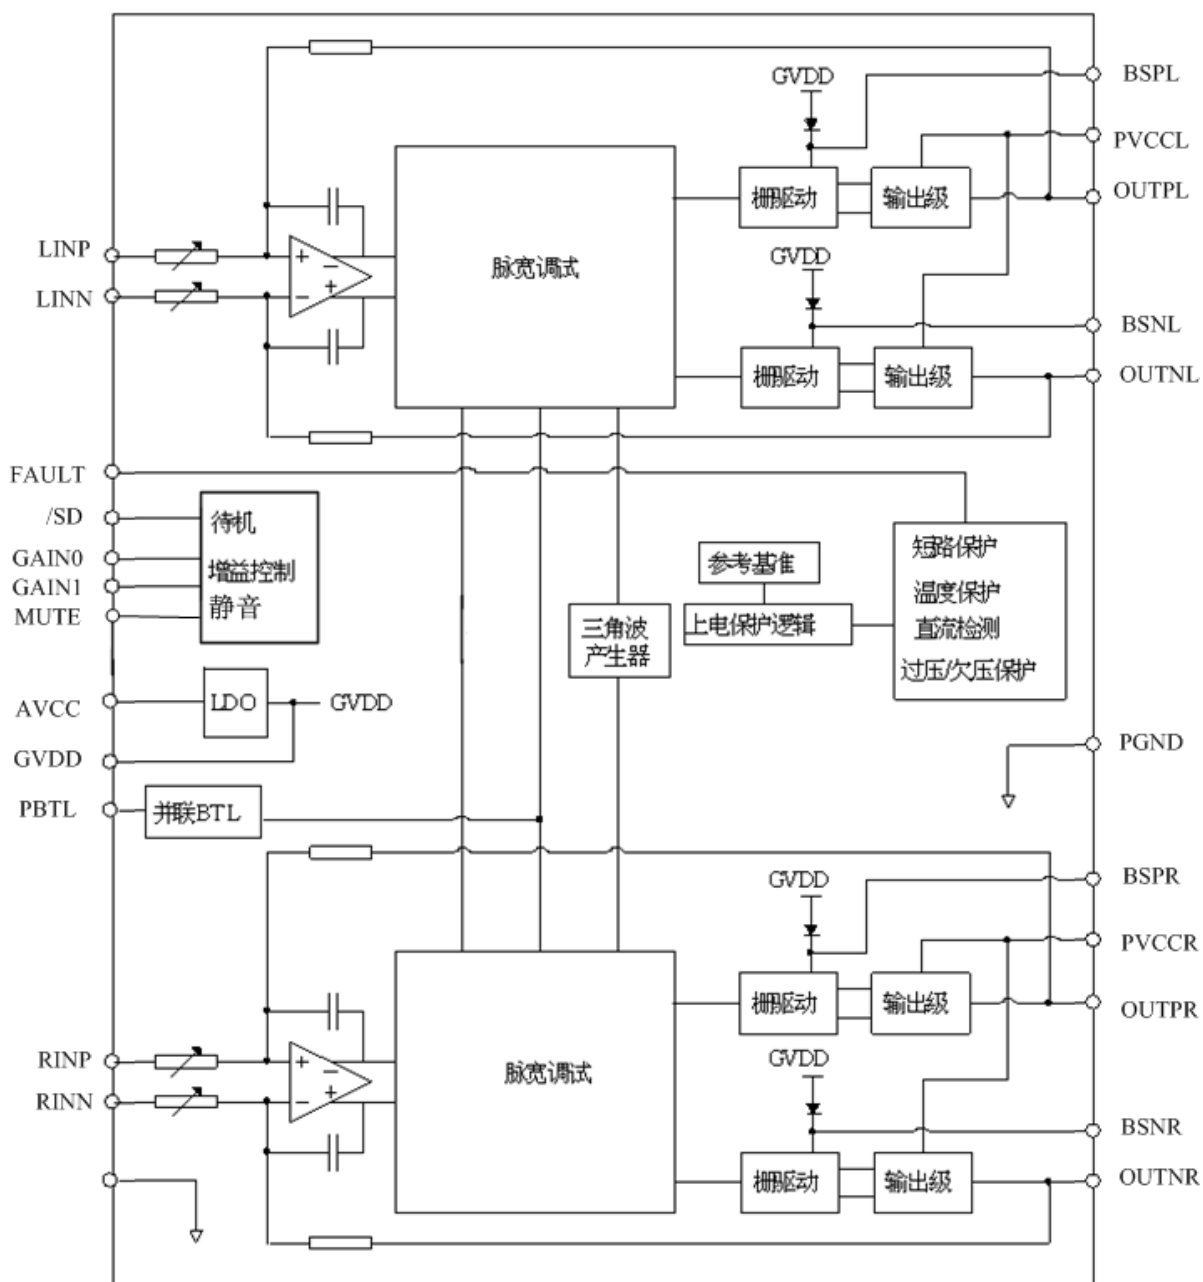 GVDD
BSPL
PVCCL
栅驱动
输出级
OUTPL
LINP
脉宽调试
GVDD
LINN
BSNL
栅驱动
输出级
OUTNL
FAULT
/SD
待机
GAIN0
增益控制
GAIN1
MUTE
静音
参考基准
上电保护逻辑
短路保护
温度保护
直流检测
过压/欠压保护
三角波
产生器
AVCC
LDO
GVDD
GVDD
PGND
PBTL
并联BTL
GVDD
BSPR
PVCCR
栅驱动
输出级
OUTPR
RINP
脉宽调试
GVDD
RINN
BSNR
栅驱动
输出级
OUTNR